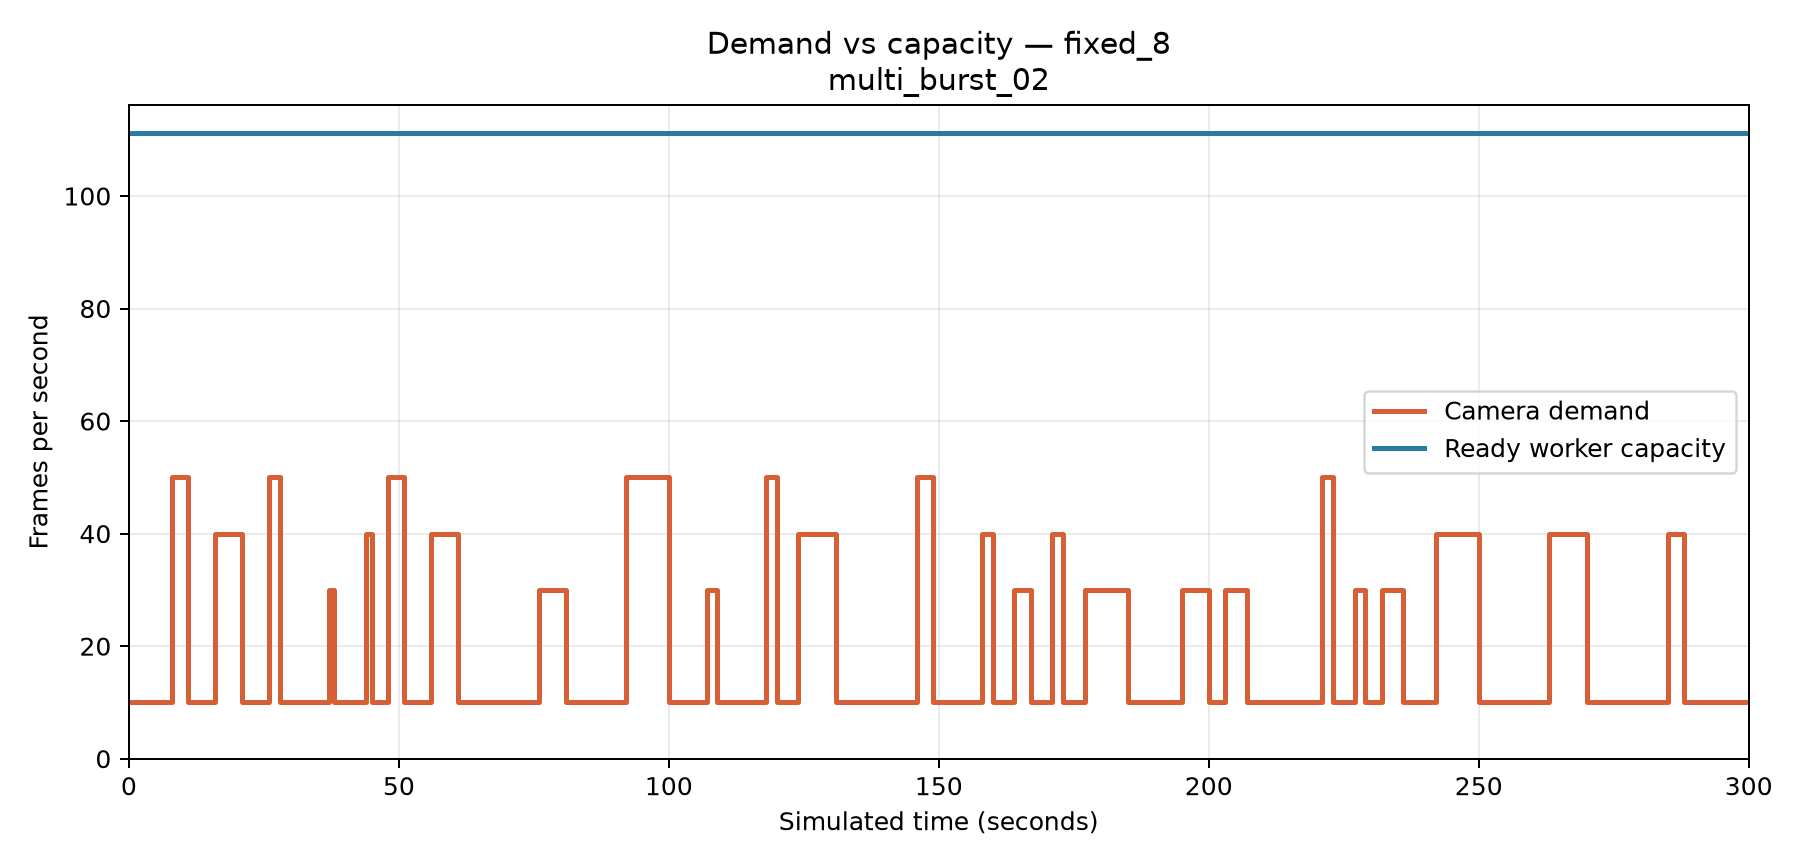 Demand vs capacity — fixed_8
multi_burst_02
Frames per second
100
80
60
40
20
0
Camera demand
Ready worker capacity
0 50 100 150 200 250 300
Simulated time (seconds)